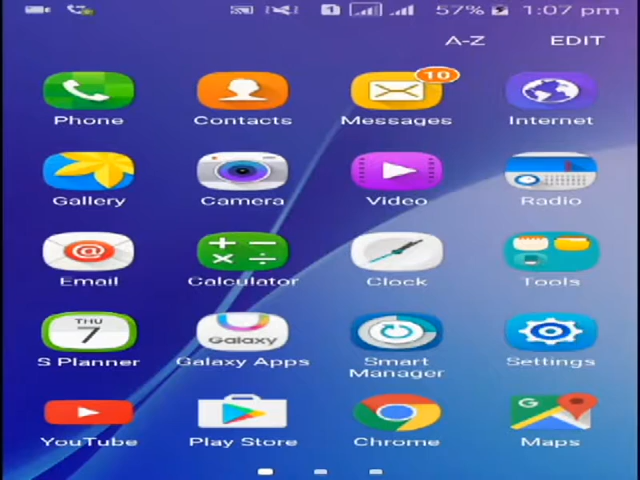 1 57% 1:07 pm
A-Z EDIT
10
Phone Contacts Messages Internet
Gallery Camera Video Radio
@
Email Calculator Clock Tools
THU
7 Galaxy
S Planner Galaxy Apps Smart Manager Settings
G
YouTube Play Store Chrome Maps